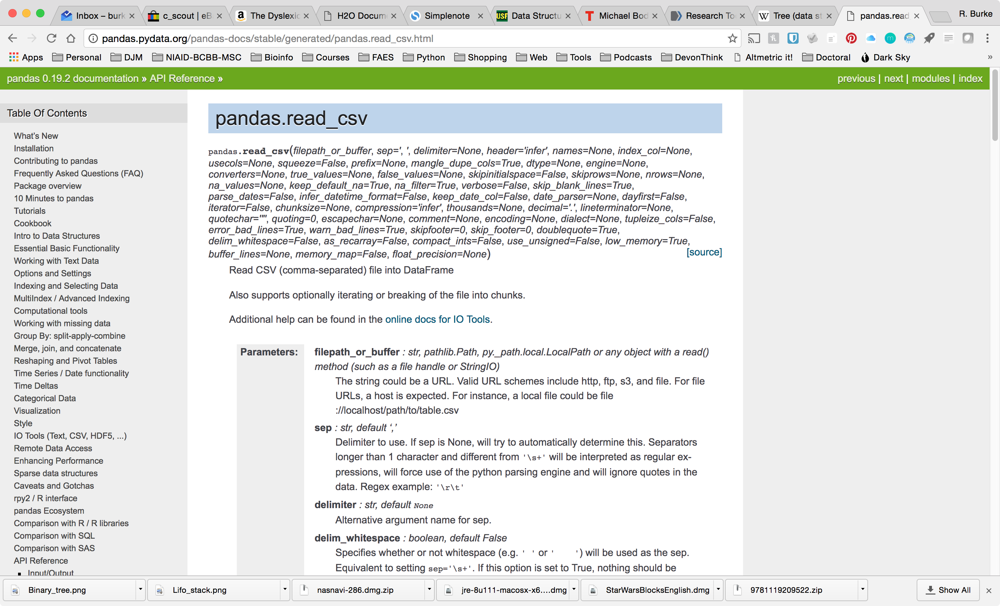 Inbox – burk
c_scout | eB
The Dyslexic
H2O Docum
Simplenote
USF Data Structu
T Michael Bod
Research Too
W Tree (data st
pandas.read_
R. Burke
pandas.pydata.org/pandas-docs/stable/generated/pandas.read_csv.html
Apps Personal DJM NIAID-BCBB-MSC Bioinfo Courses FAES Python Shopping Web Tools Podcasts DevonThink Altmetric it! Doctoral Dark Sky »
pandas 0.19.2 documentation » API Reference »
previous | next | modules | index
Table Of Contents
What's New
Installation
Contributing to pandas
Frequently Asked Questions (FAQ)
Package overview
10 Minutes to pandas
Tutorials
Cookbook
Intro to Data Structures
Essential Basic Functionality
Working with Text Data
Options and Settings
Indexing and Selecting Data
MultiIndex / Advanced Indexing
Computational tools
Working with missing data
Group By: split-apply-combine
Merge, join, and concatenate
Reshaping and Pivot Tables
Time Series / Date functionality
Time Deltas
Categorical Data
Visualization
Style
IO Tools (Text, CSV, HDF5, ...)
Remote Data Access
Enhancing Performance
Sparse data structures
Caveats and Gotchas
rpy2 / R interface
pandas Ecosystem
Comparison with R / R libraries
Comparison with SQL
Comparison with SAS
API Reference
Input/Output
pandas.read_csv
pandas.read_csv(filepath_or_buffer, sep=', ', delimiter=None, header='infer', names=None, index_col=None,
usecols=None, squeeze=False, prefix=None, mangle_dupe_cols=True, dtype=None, engine=None,
converters=None, true_values=None, false_values=None, skipinitialspace=False, skiprows=None, nrows=None,
na_values=None, keep_default_na=True, na_filter=True, verbose=False, skip_blank_lines=True,
parse_dates=False, infer_datetime_format=False, keep_date_col=False, date_parser=None, dayfirst=False,
iterator=False, chunksize=None, compression='infer', thousands=None, decimal='.', lineterminator=None,
quotechar='"', quoting=0, escapechar=None, comment=None, encoding=None, dialect=None, tupleize_cols=False,
error_bad_lines=True, warn_bad_lines=True, skipfooter=0, skip_footer=0, doublequote=True,
delim_whitespace=False, as_recarray=False, compact_ints=False, use_unsigned=False, low_memory=True,
buffer_lines=None, memory_map=False, float_precision=None)
[source]
Read CSV (comma-separated) file into DataFrame
Also supports optionally iterating or breaking of the file into chunks.
Additional help can be found in the online docs for IO Tools.
Parameters:
filepath_or_buffer : str, pathlib.Path, py._path.local.LocalPath or any object with a read()
method (such as a file handle or StringIO)
The string could be a URL. Valid URL schemes include http, ftp, s3, and file. For file
URLs, a host is expected. For instance, a local file could be file
://localhost/path/to/table.csv
sep : str, default ‘,’
Delimiter to use. If sep is None, will try to automatically determine this. Separators
longer than 1 character and different from '\s+' will be interpreted as regular ex-
pressions, will force use of the python parsing engine and will ignore quotes in the
data. Regex example: '\r\t'
delimiter : str, default None
Alternative argument name for sep.
delim_whitespace : boolean, default False
Specifies whether or not whitespace (e.g. ' ' or '    ') will be used as the sep.
Equivalent to setting sep='\s+'. If this option is set to True, nothing should be
Binary_tree.png
Lifo_stack.png
nasnavi-286.dmg.zip
jre-8u111-macosx-x6....dmg
StarWarsBlocksEnglish.dmg
9781119209522.zip
Show All